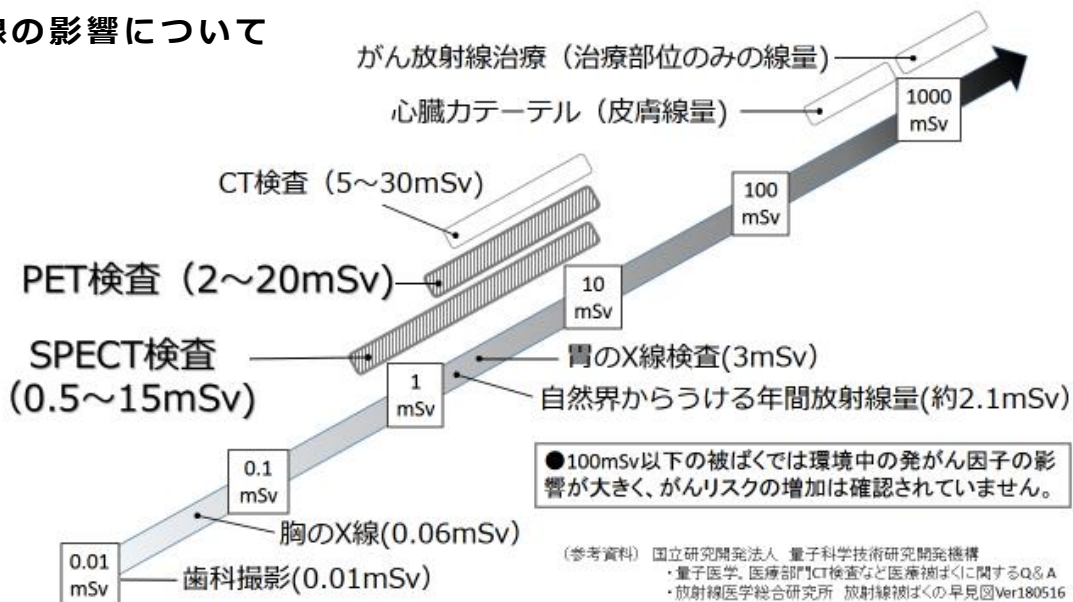 線の影響について
がん放射線治療（治療部位のみの線量）
心臓カテーテル（皮膚線量）
1000
mSv
CT検査（5～30mSv)
100
mSv
PET検査（2～20mSv)
10
mSv
SPECT検査
（0.5～15mSv)
胃のX線検査(3mSv）
1
mSv
自然界からうける年間放射線量(約2.1mSv）
●100mSv以下の被ばくでは環境中の発がん因子の影
響が大きく、がんリスクの増加は確認されていません。
0.1
mSv
胸のX線(0.06mSv）
0.01
mSv
歯科撮影(0.01mSv）
（参考資料） 国立研究開発法人 量子科学技術研究開発機構
・量子医学、医療部門CT検査など医療被ばくに関するQ&A
・放射線医学総合研究所 放射線被ばくの早見図Ver180516